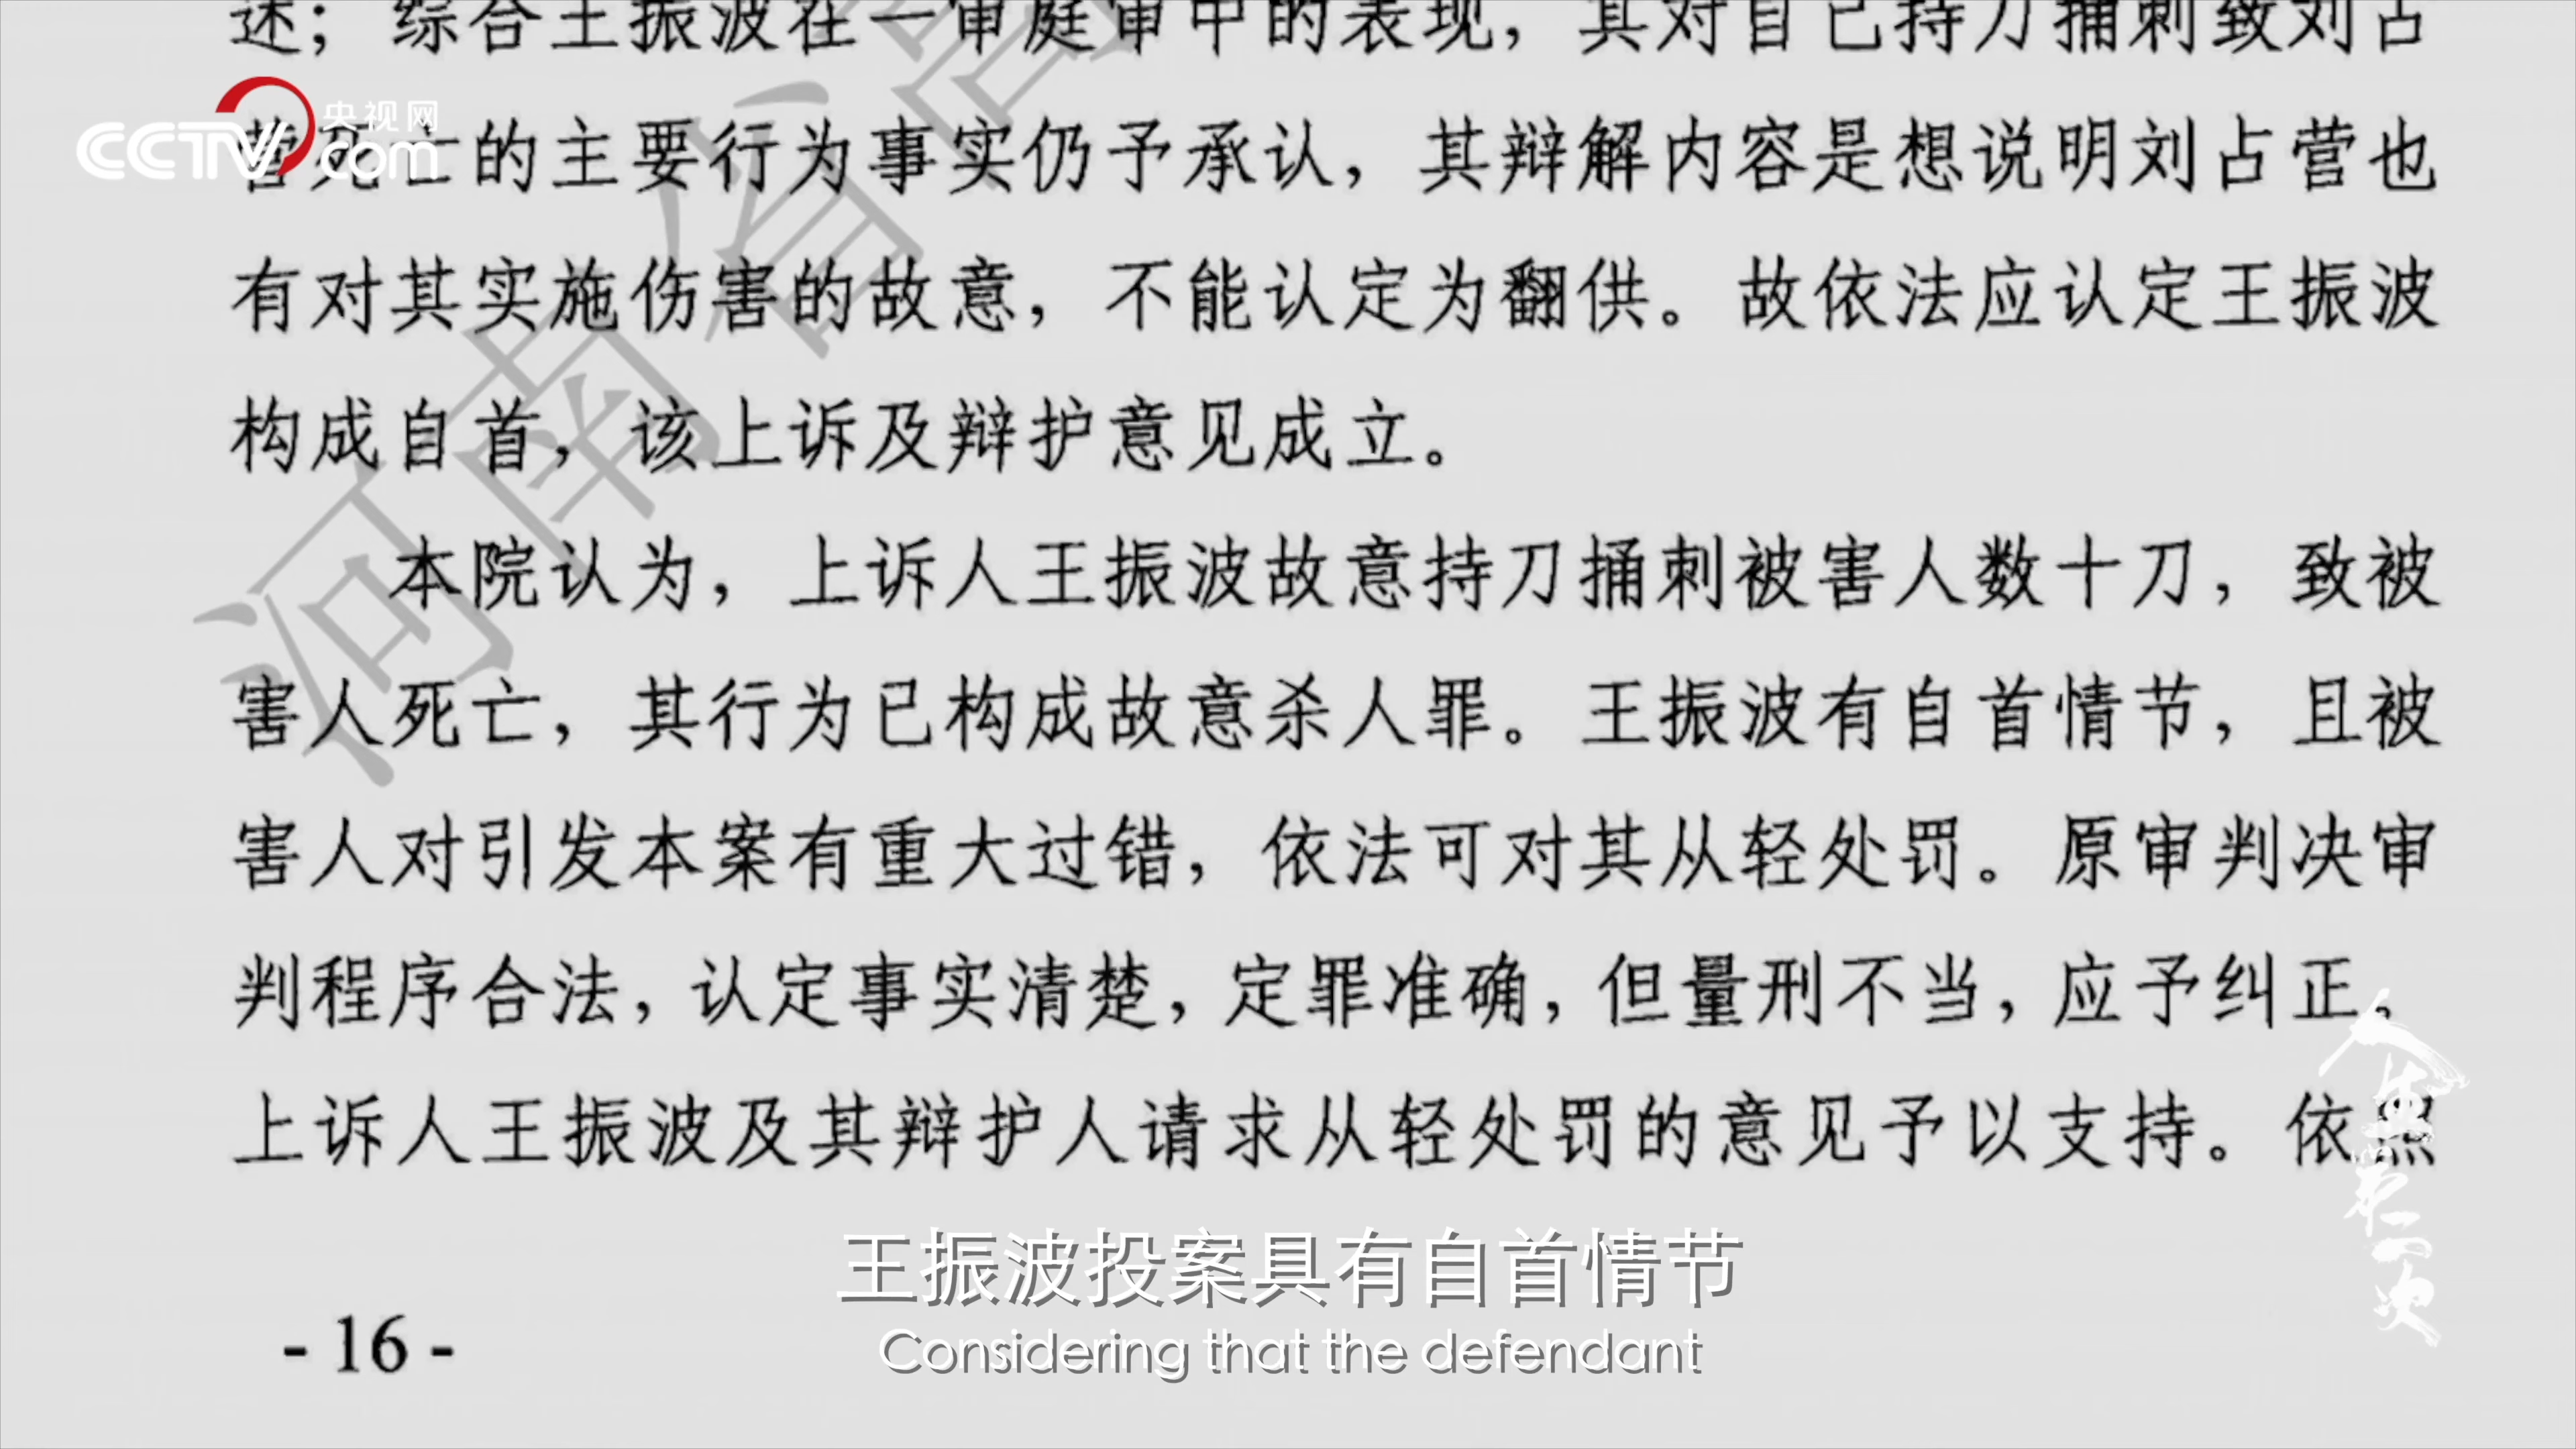 述；综合王振波在一审庭审中的表现，其对自己持刀捅刺致刘占
CCTV.com 央视网
营死亡的主要行为事实仍予承认，其辩解内容是想说明刘占营也
有对其实施伤害的故意，不能认定为翻供。故依法应认定王振波
构成自首，该上诉及辩护意见成立。
本院认为，上诉人王振波故意持刀捅刺被害人数十刀，致被
害人死亡，其行为已构成故意杀人罪。王振波有自首情节，且被
害人对引发本案有重大过错，依法可对其从轻处罚。原审判决审
判程序合法，认定事实清楚，定罪准确，但量刑不当，应予纠正，
上诉人王振波及其辩护人请求从轻处罚的意见予以支持。依照
河南省高
人生第二次
王振波投案具有自首情节
Considering that the defendant
- 16 -